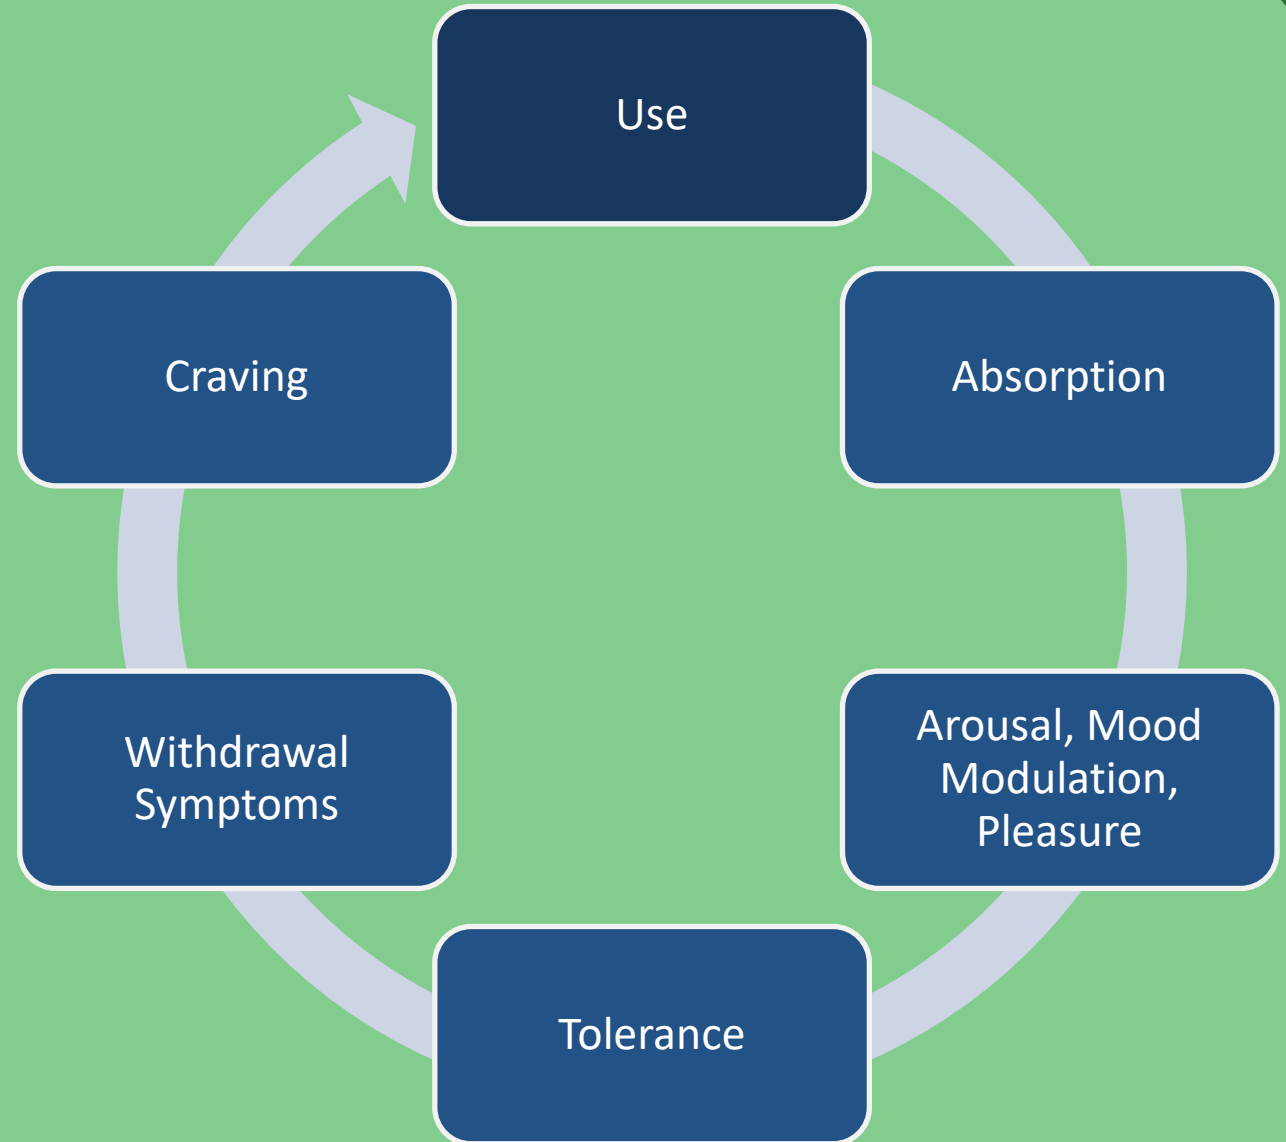 Use
Absorption
Arousal, Mood
Modulation,
Pleasure
Tolerance
Withdrawal
Symptoms
Craving